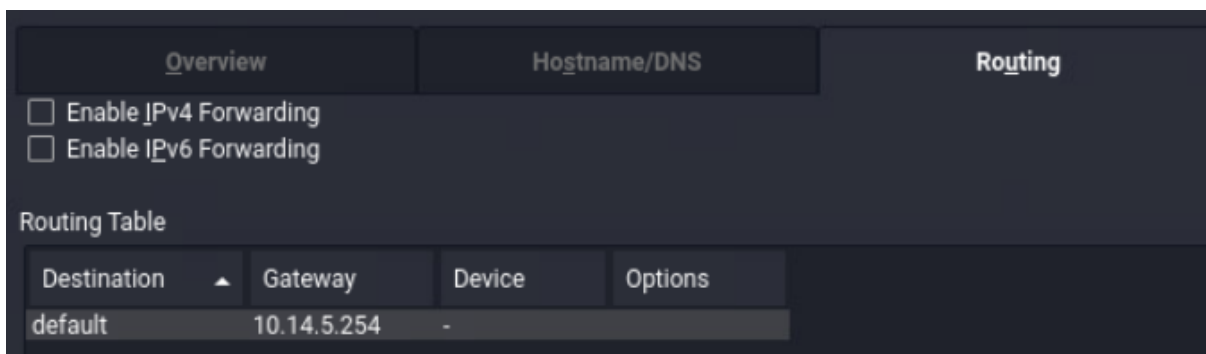 Overview Hostname/DNS Routing
Enable IPv4 Forwarding
Enable IPv6 Forwarding
Routing Table
Destination Gateway Device Options
default 10.14.5.254 -